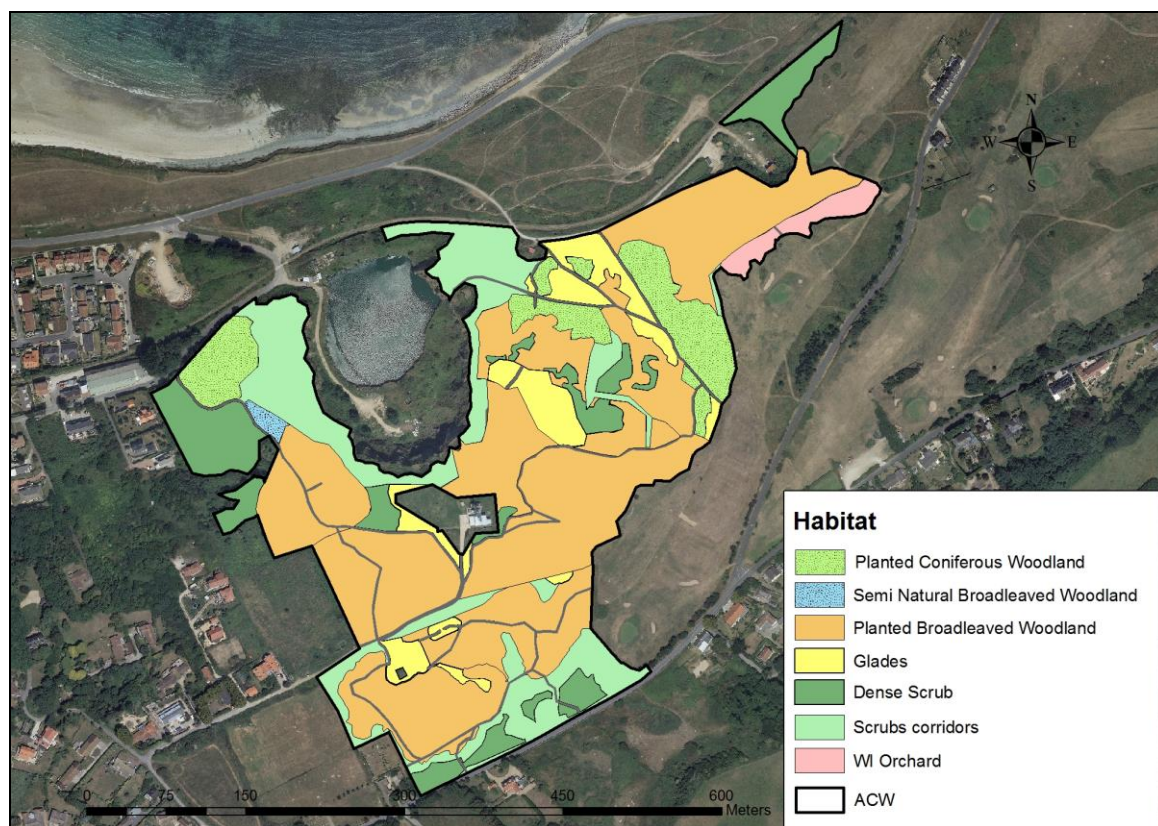 N
W E
S
Habitat
Planted Coniferous Woodland
Semi Natural Broadleaved Woodland
Planted Broadleaved Woodland
Glades
Dense Scrub
Scrubs corridors
WI Orchard
ACW
0 75 150 300 450 600
Meters